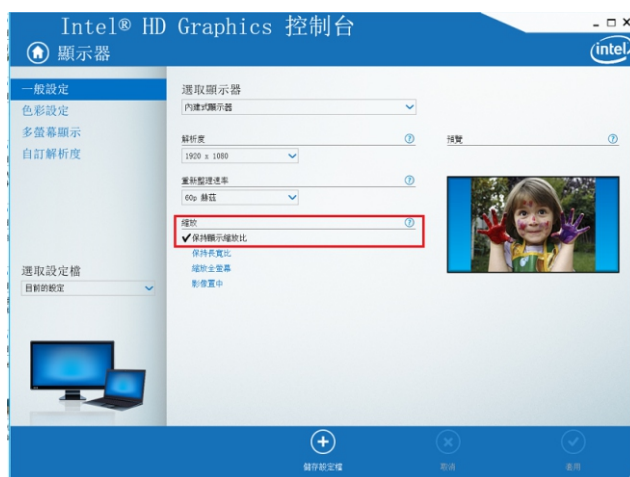 Intel® HD Graphics 控制台
顯示器
intel
一般設定
色彩設定
多螢幕顯示
自訂解析度
選取設定檔
目前的設定
選取顯示器
內建式顯示器
解析度
1920 x 1080
重新整理速率
60p 赫茲
縮放
✔保持顯示縮放比
保持長寬比
縮放全螢幕
影像置中
預覽
儲存設定檔
取消
套用